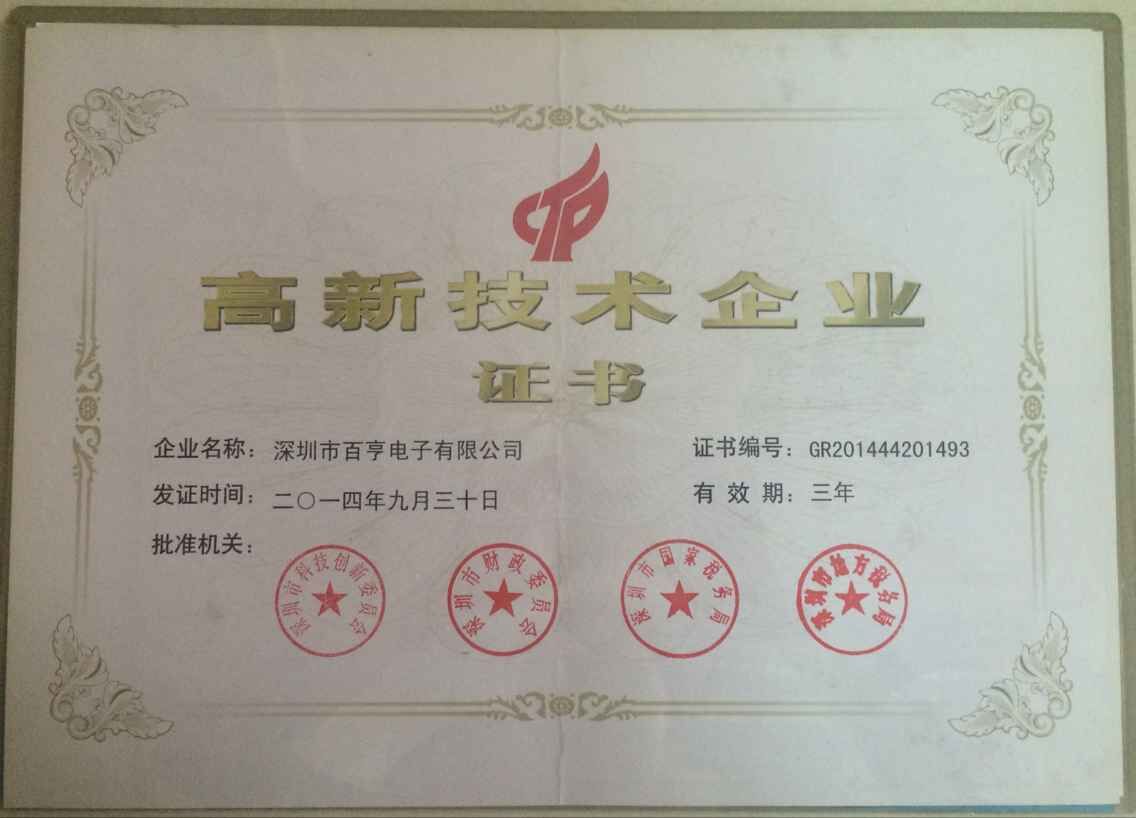 CTP
高新技术企业
证书
企业名称：深圳市百亨电子有限公司
证书编号：GR201444201493
发证时间：二〇一四年九月三十日
有效期：三年
批准机关：
深圳市科技创新委员会
深圳市财政委员会
深圳市国家税务局
深圳市地方税务局